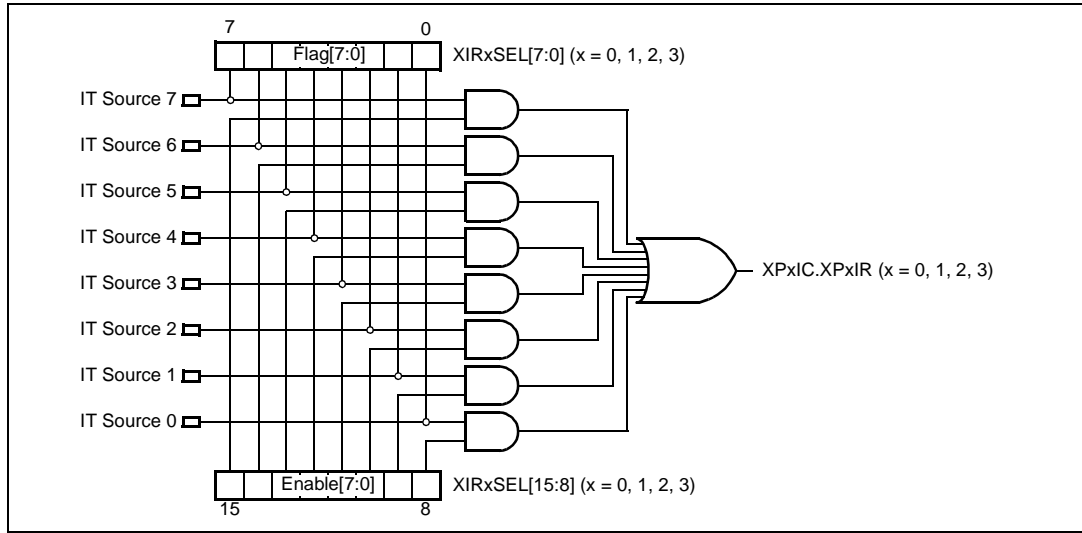 7 0
Flag[7:0] XIRxSEL[7:0] (x = 0, 1, 2, 3)
IT Source 7
IT Source 6
IT Source 5
IT Source 4
IT Source 3
XPxIC.XPxIR (x = 0, 1, 2, 3)
IT Source 2
IT Source 1
IT Source 0
Enable[7:0] XIRxSEL[15:8] (x = 0, 1, 2, 3)
15 8